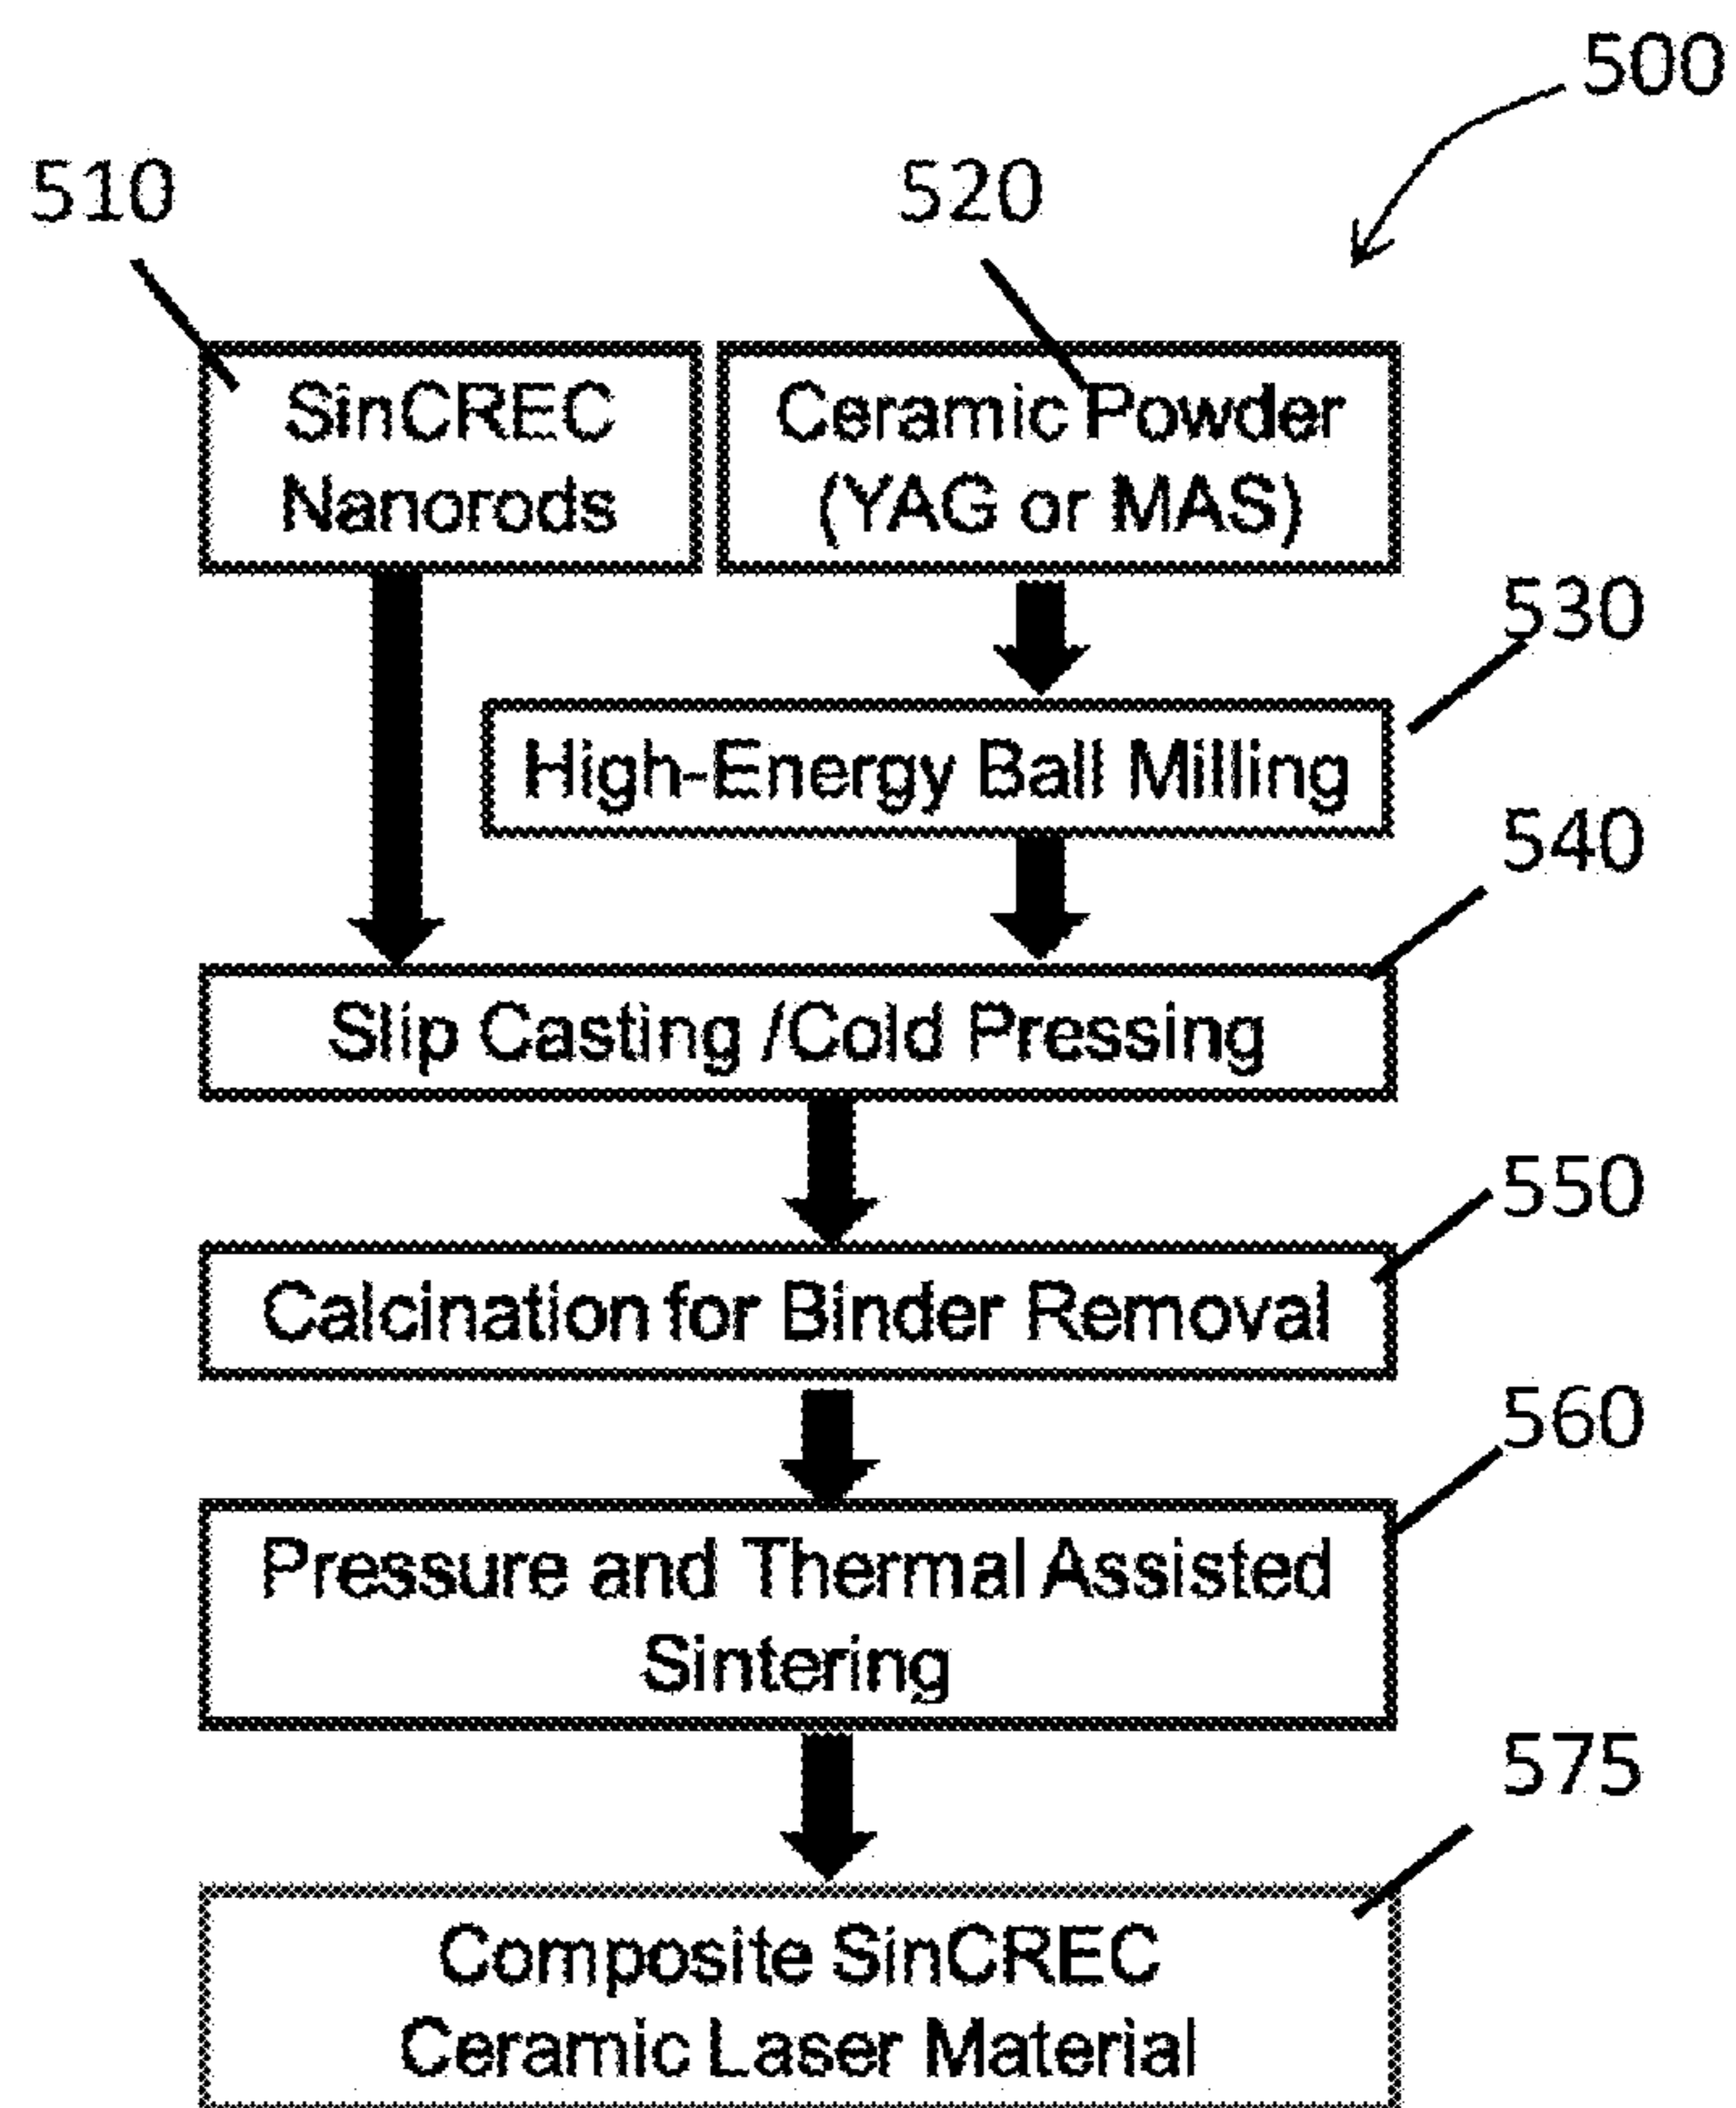 500
510
520
SinCREC
Nanorods
Ceramic Powder
(YAG or MAS)
530
High-Energy Ball Milling
540
Slip Casting /Cold Pressing
550
Calcination for Binder Removal
560
Pressure and Thermal Assisted
Sintering
575
Composite SinCREC
Ceramic Laser Material